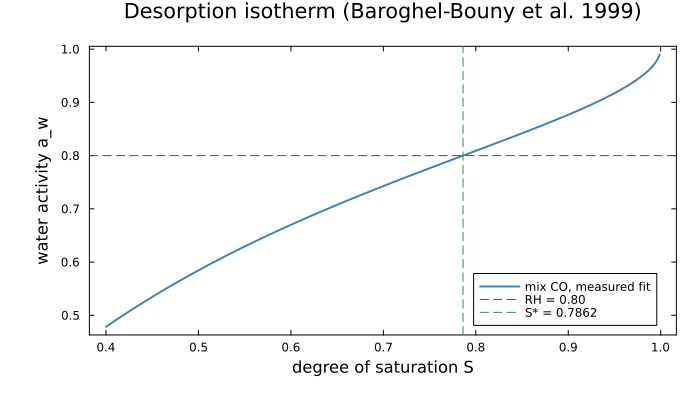 Desorption isotherm (Baroghel-Bouny et al. 1999)
1.0
0.9
0.8
0.7
0.6
0.5
water activity a_w
mix CO, measured fit
RH = 0.80
S* = 0.7862
0.4 0.5 0.6 0.7 0.8 0.9 1.0
degree of saturation S